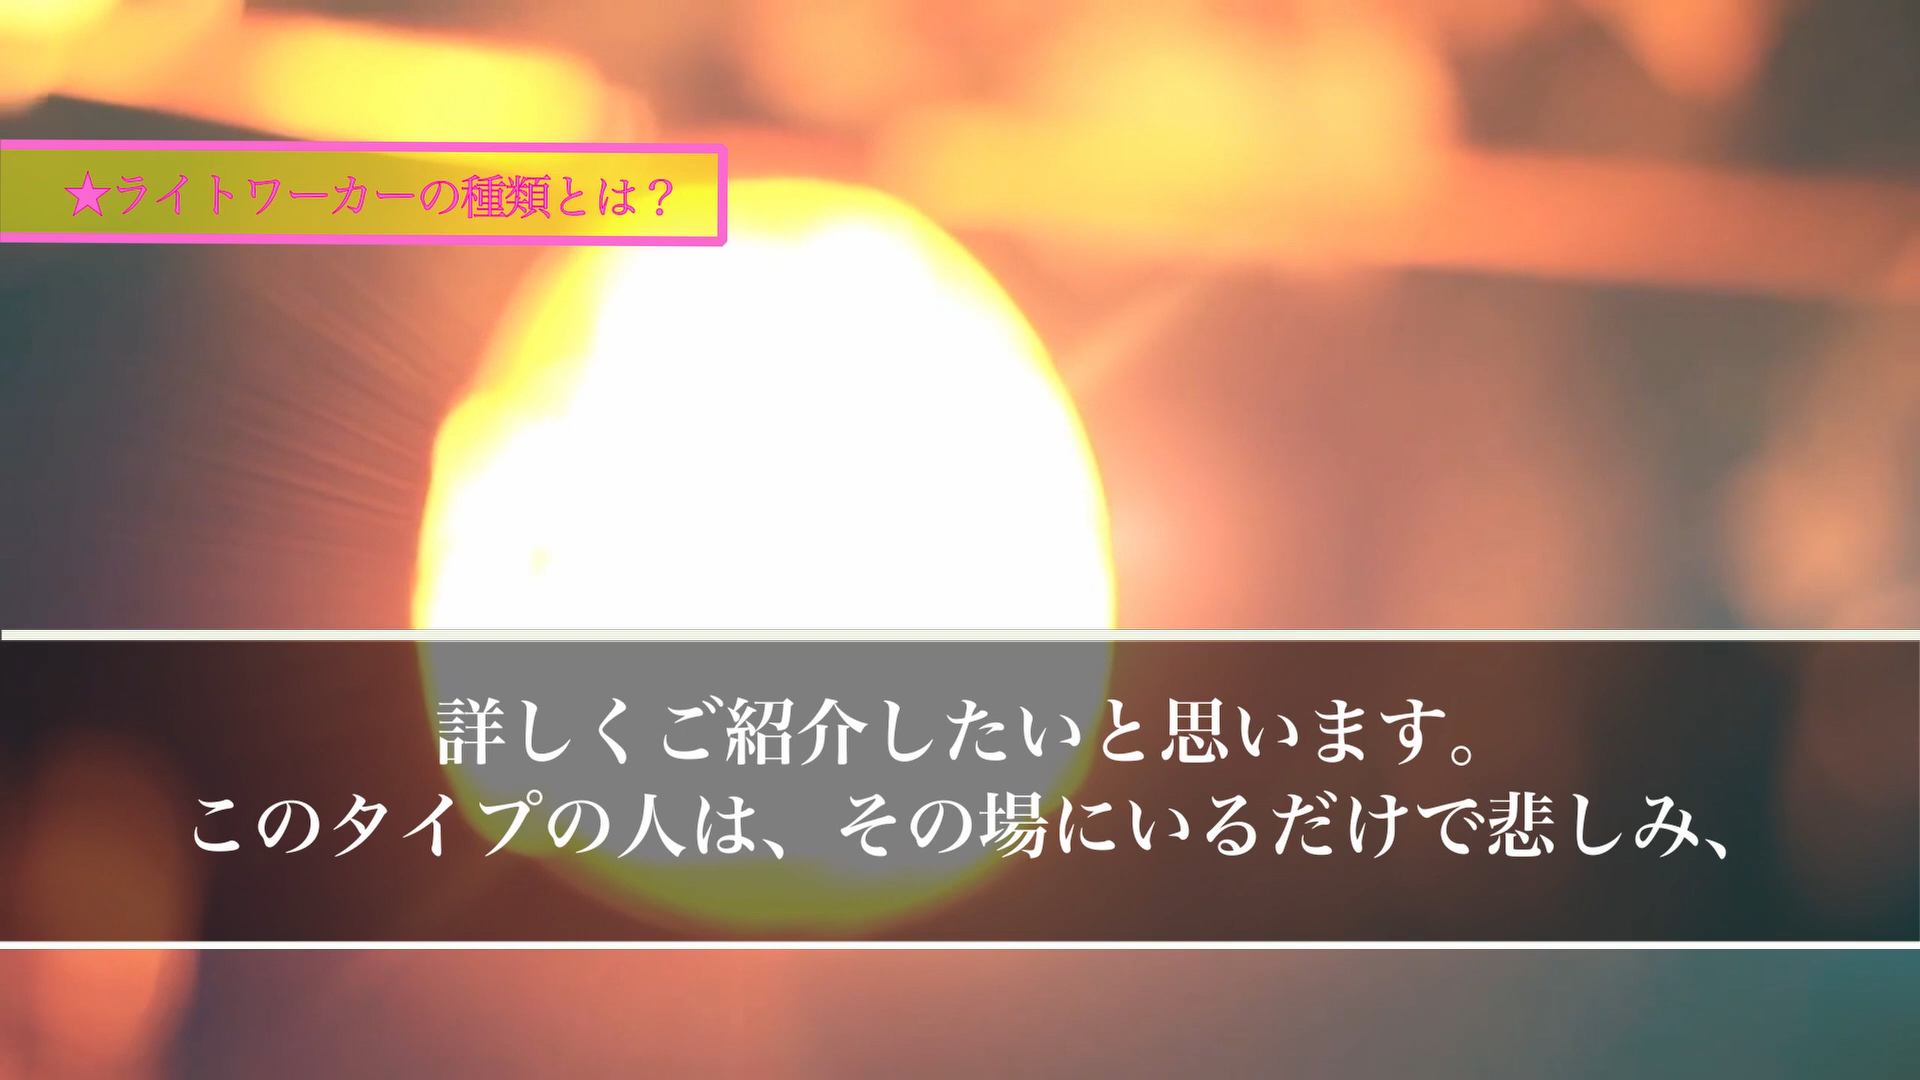 ★ライトワーカーの種類とは？
詳しくご紹介したいと思います。
このタイプの人は、その場にいるだけで悲しみ、